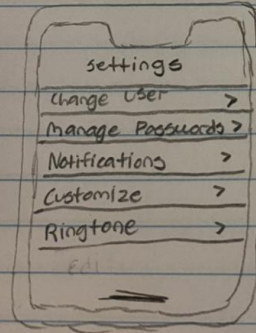 settings
Change User >
Manage Passwords >
Notifications >
Customize >
Ringtone >